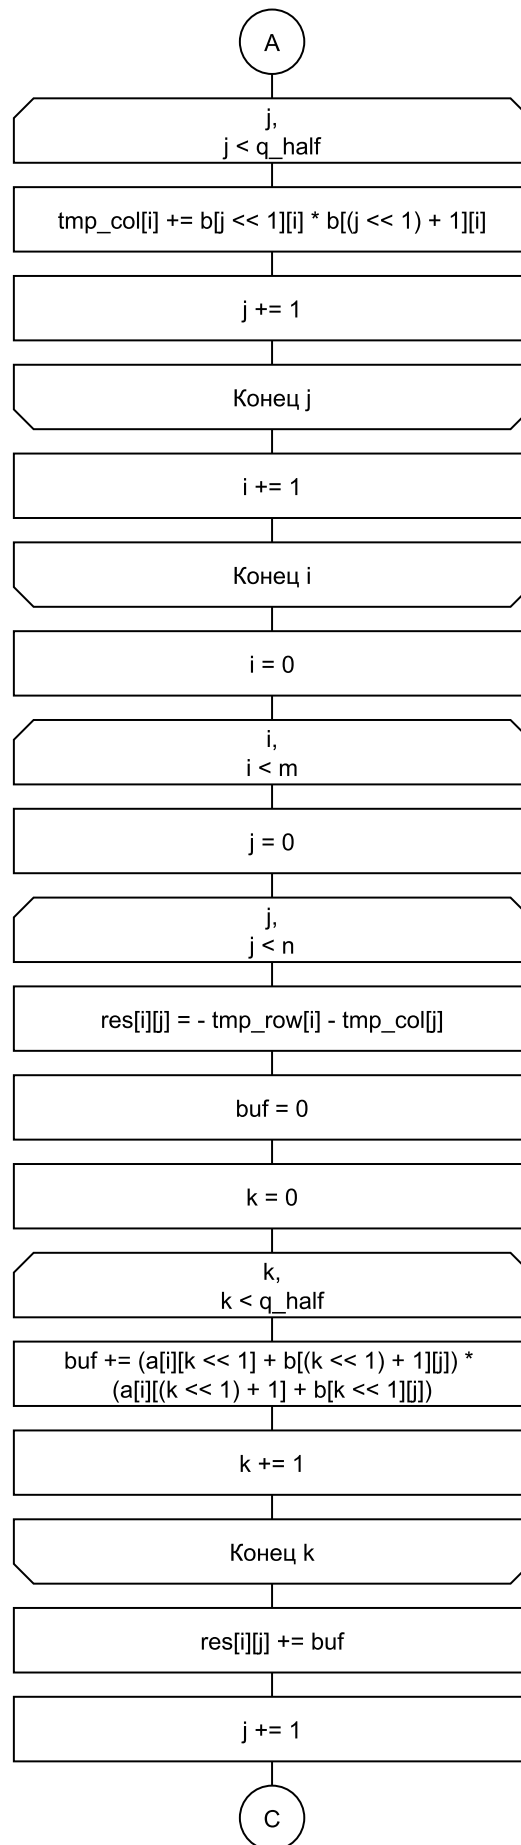 A
j,
j < q_half
tmp_col[i] += b[j << 1][i] * b[(j << 1) + 1][i]
j += 1
Конец j
i += 1
Конец i
i = 0
i,
i < m
j = 0
j,
j < n
res[i][j] = - tmp_row[i] - tmp_col[j]
buf = 0
k = 0
k,
k < q_half
buf += (a[i][k << 1] + b[(k << 1) + 1][j]) *
(a[i][(k << 1) + 1] + b[k << 1][j])
k += 1
Конец k
res[i][j] += buf
j += 1
C